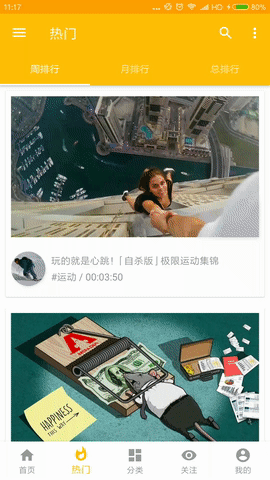 11:17
HD
80%
热门
周排行
月排行
总排行
玩的就是心跳!「自杀版」极限运动集锦
#运动 / 00:03:50
A
HAPPINESS
THIS WAY
首页
热门
分类
关注
我的